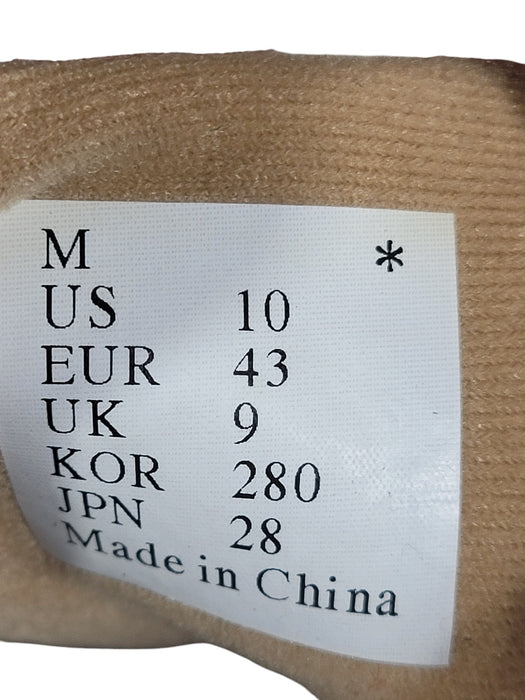 M *
US 10
EUR 43
UK 9
KOR 280
JPN 28
Made in China